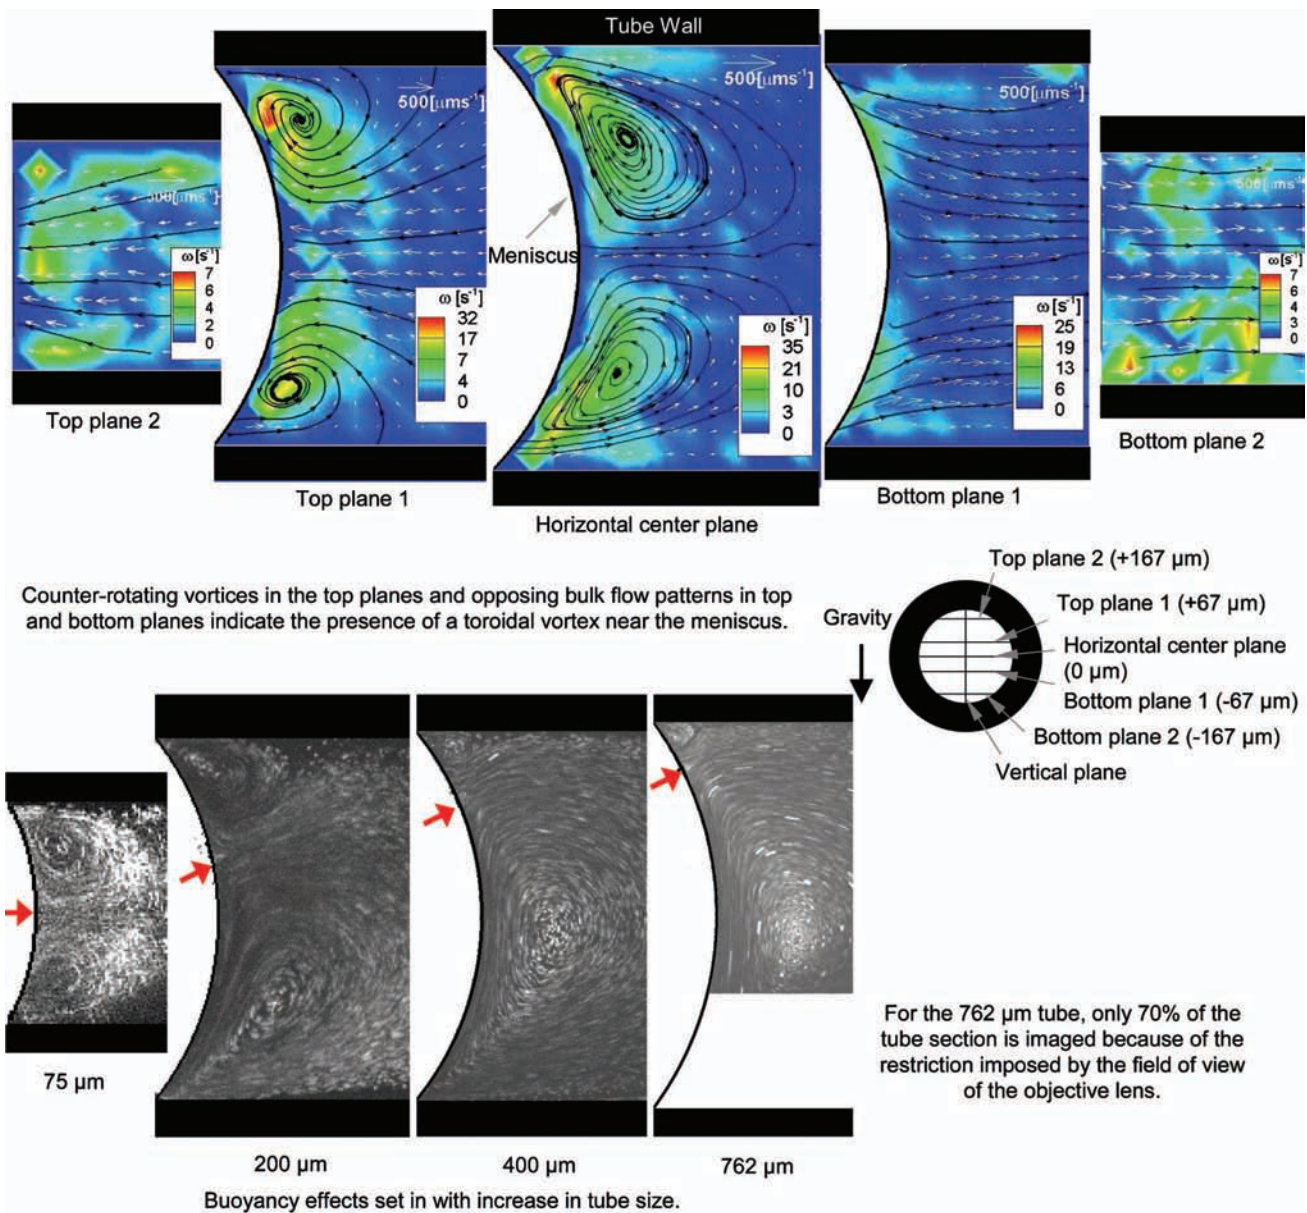 Tube Wall
500[µms⁻¹]
500[µms⁻¹]
500[µms⁻¹]
500[µms⁻¹]
500 [µms⁻¹]
Meniscus
ω [s⁻¹]
7
6
4
2
0
ω [s⁻¹]
32
17
7
4
0
ω [s⁻¹]
35
21
10
3
0
ω [s⁻¹]
25
19
13
6
0
ω [s⁻¹]
7
6
4
3
0
Top plane 2
Top plane 1
Horizontal center plane
Bottom plane 1
Bottom plane 2
Counter-rotating vortices in the top planes and opposing bulk flow patterns in top
and bottom planes indicate the presence of a toroidal vortex near the meniscus.
Gravity
Top plane 2 (+167 µm)
Top plane 1 (+67 µm)
Horizontal center plane
(0 µm)
Bottom plane 1 (-67 µm)
Bottom plane 2 (-167 µm)
Vertical plane
75 µm
200 µm
400 µm
762 µm
For the 762 µm tube, only 70% of the
tube section is imaged because of the
restriction imposed by the field of view
of the objective lens.
Buoyancy effects set in with increase in tube size.